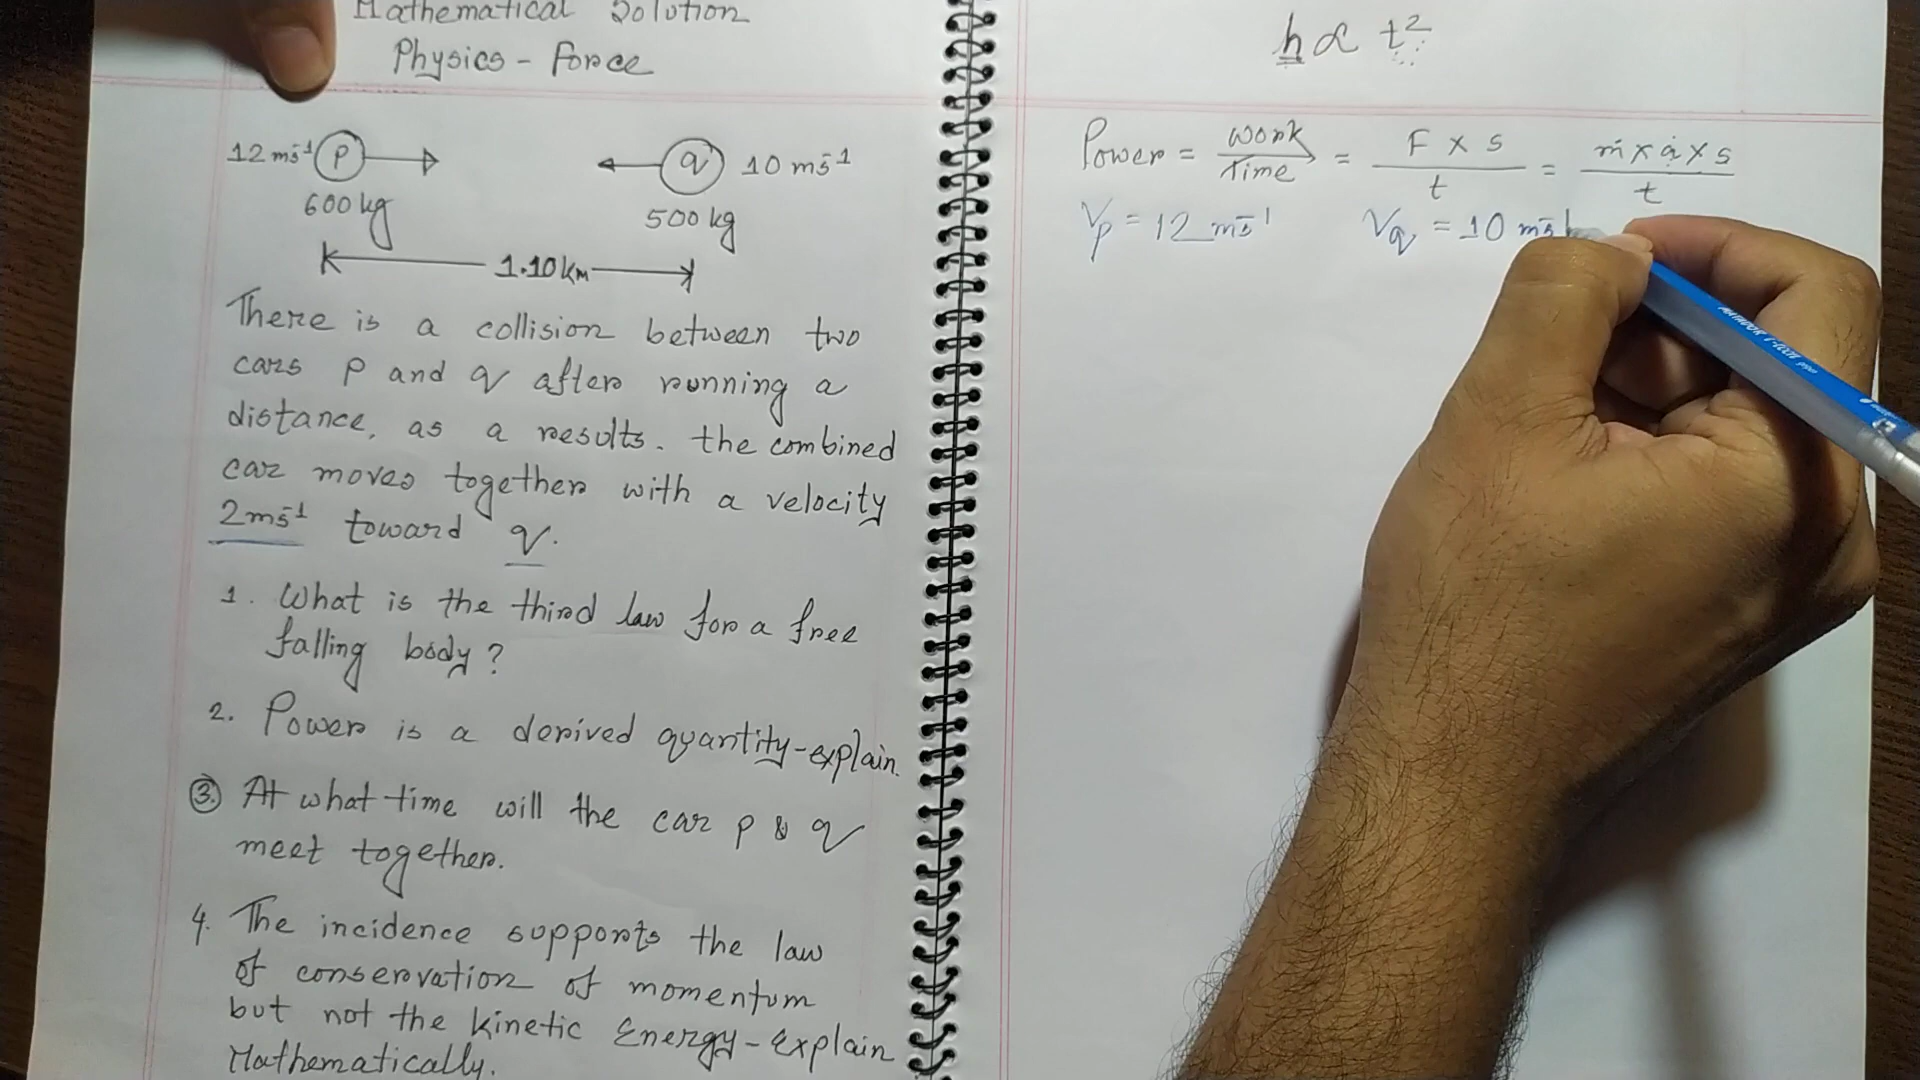 Mathematical Solution
Physics - Force
12 ms⁻¹ P q 10 ms⁻¹
600 kg 500 kg
1.10 km
There is a collision between two
cars P and q after running a
distance, as a results. the combined
car moves together with a velocity
2ms⁻¹ toward q.
1. What is the third law for a free
falling body?
2. Power is a derived quantity-explain.
3. At what time will the car p & q
meet together.
4. The incidence supports the law
of conservation of momentum
but not the kinetic Energy-explain
Mathematically.
h ∝ t²
Power = work/Time = F × s/t = m × a × s/t
Vp = 12 ms⁻¹ Vq = 10 ms⁻¹
MATADOR